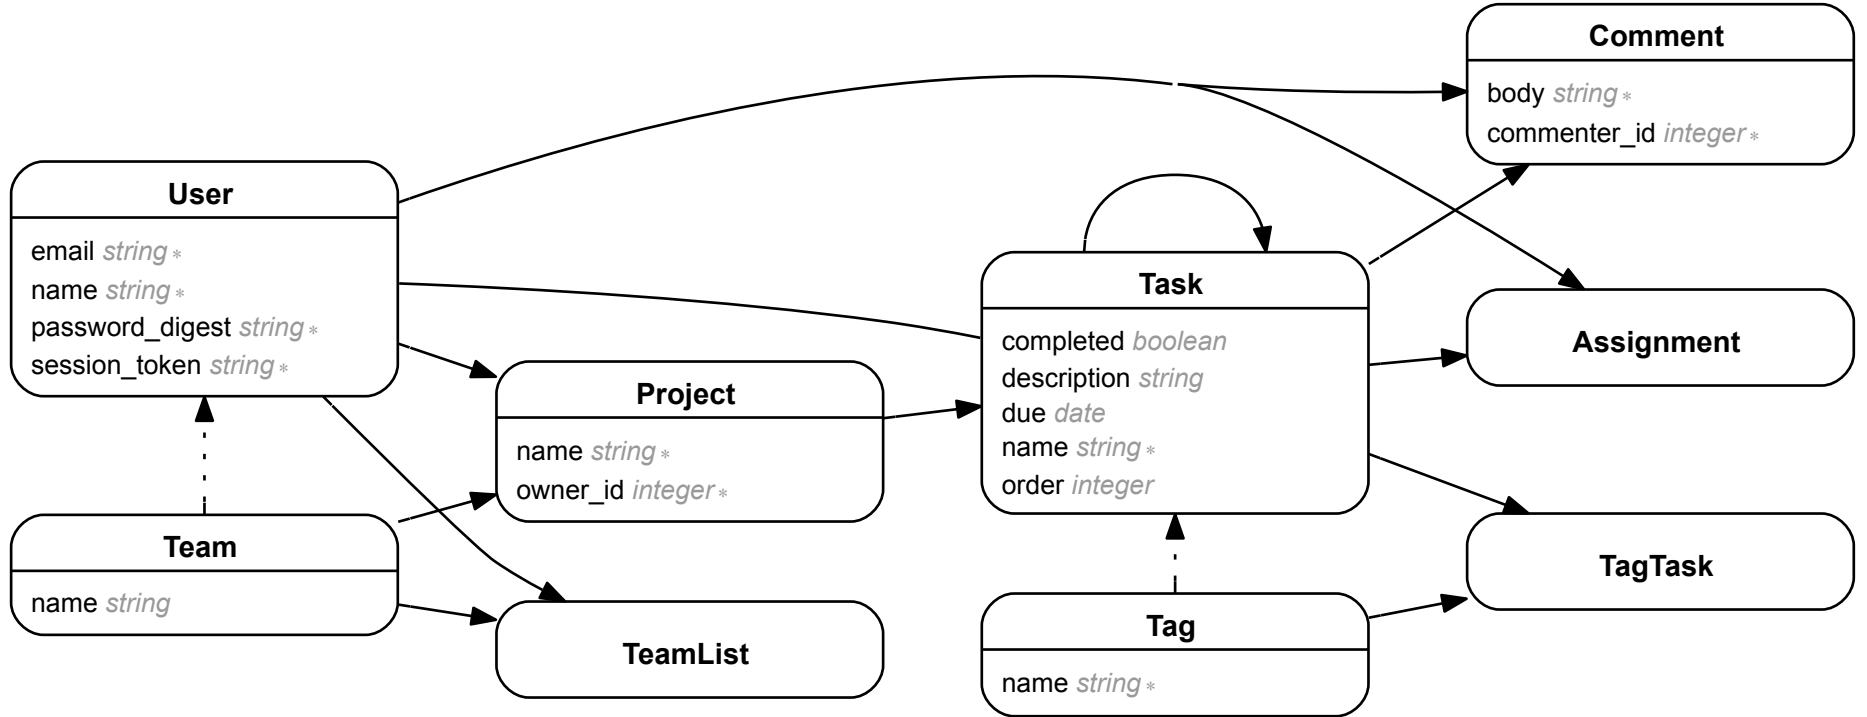 User
email string *
name string *
password_digest string *
session_token string *
Team
name string
Project
name string *
owner_id integer *
TeamList
Task
completed boolean
description string
due date
name string *
order integer
Tag
name string *
Comment
body string *
commenter_id integer *
Assignment
TagTask